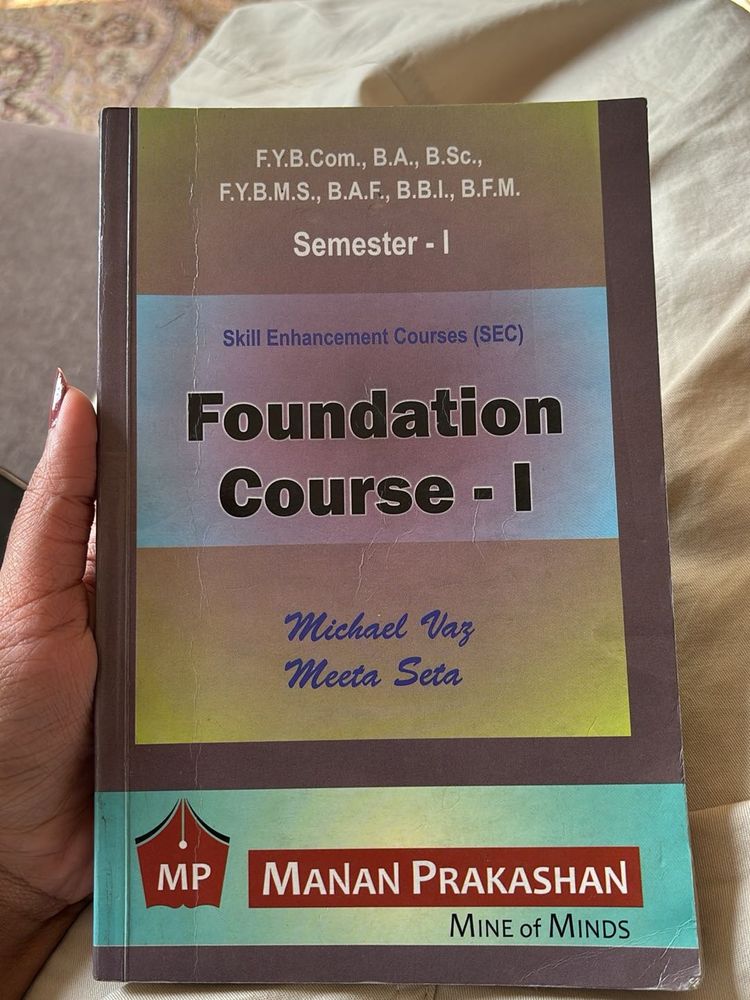 F.Y.B.Com., B.A., B.Sc.,
F.Y.B.M.S., B.A.F., B.B.I., B.F.M.
Semester - I
Skill Enhancement Courses (SEC)
Foundation
Course - I
Michael Vaz
Meeta Seta
MP
MANAN PRAKASHAN
MINE of MINDS